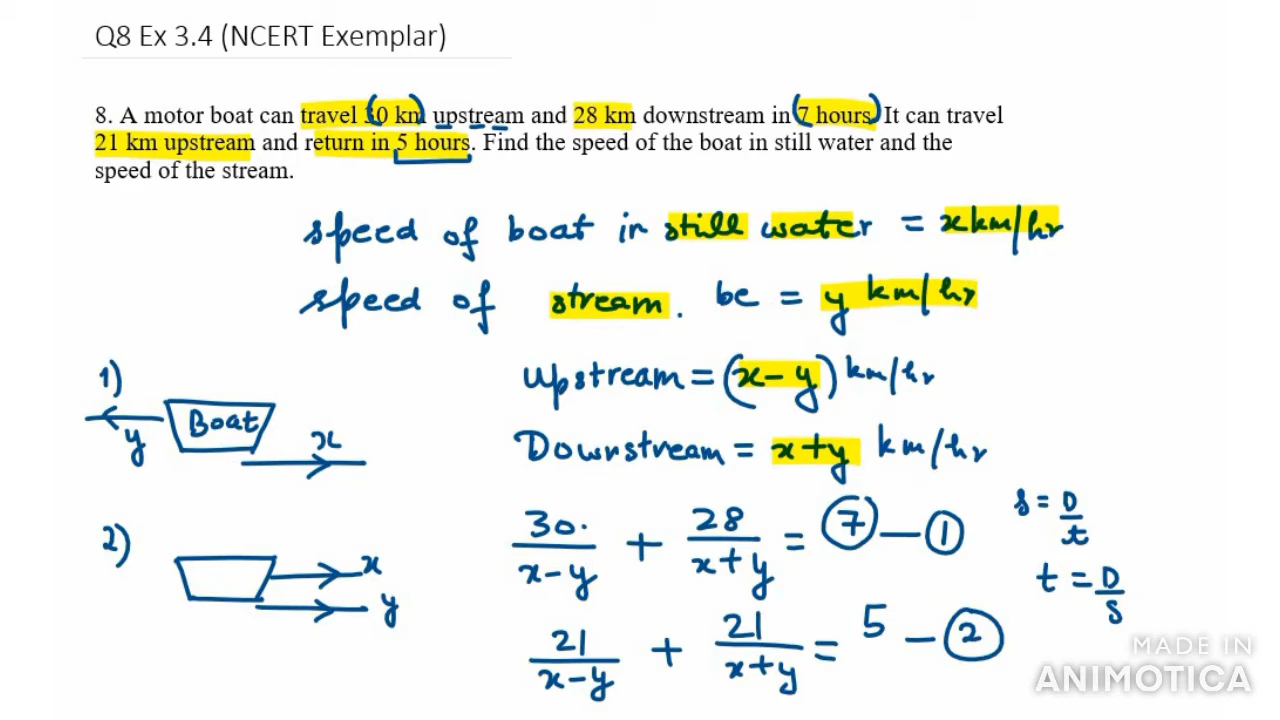 Q8 Ex 3.4 (NCERT Exemplar)
8. A motor boat can travel 30 km upstream and 28 km downstream in 7 hours. It can travel
21 km upstream and return in 5 hours. Find the speed of the boat in still water and the
speed of the stream.
speed of boat in still water = x km/hr
speed of stream. be = y km/hr
1)
upstream = (x - y) km/hr
Boat
y
x
Downstream = x+y km/hr
30/(x-y) + 28/(x+y) = 7 — 1
s = D/t
2)
x
y
t = D/s
21/(x-y) + 21/(x+y) = 5 — 2
MADE IN
ANIMOTICA